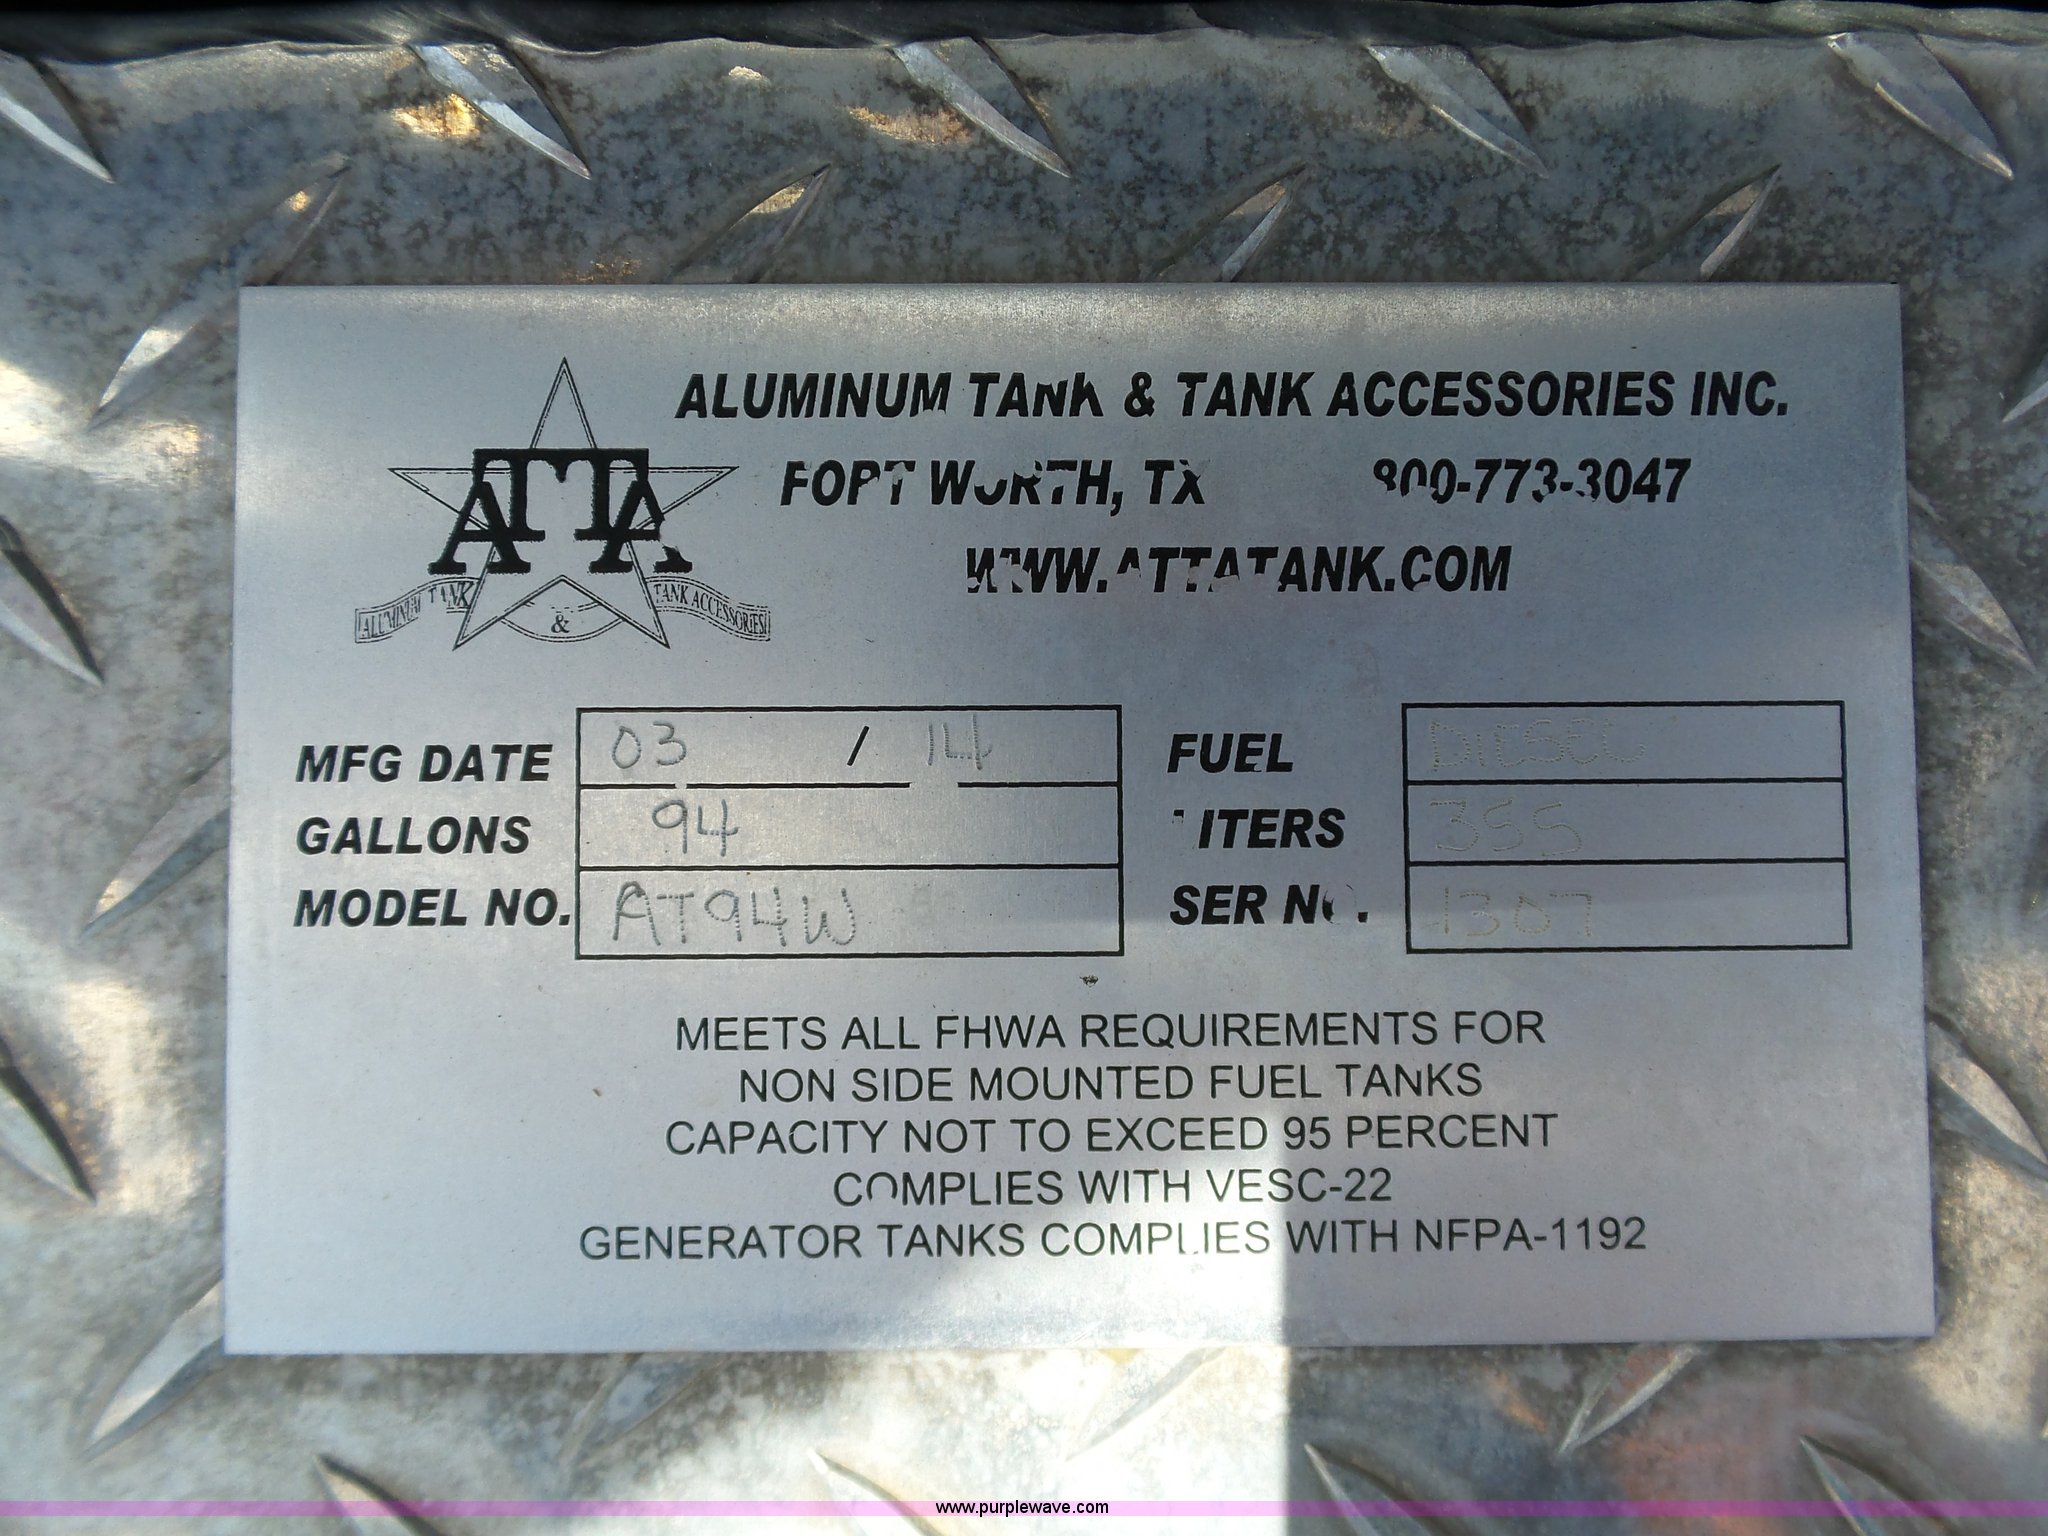 ALUMINUM TANK & TANK ACCESSORIES INC.
FORT WORTH, TX 800-773-3047
WWW.ATTATANK.COM
ATTA
ALUMINUM TANK & TANK ACCESSORIES
MFG DATE 03 / 14 FUEL DIESEL
GALLONS 94 LITERS 355
MODEL NO. AT94W SER NO. 1307
MEETS ALL FHWA REQUIREMENTS FOR
NON SIDE MOUNTED FUEL TANKS
CAPACITY NOT TO EXCEED 95 PERCENT
COMPLIES WITH VESC-22
GENERATOR TANKS COMPLIES WITH NFPA-1192
www.purplewave.com